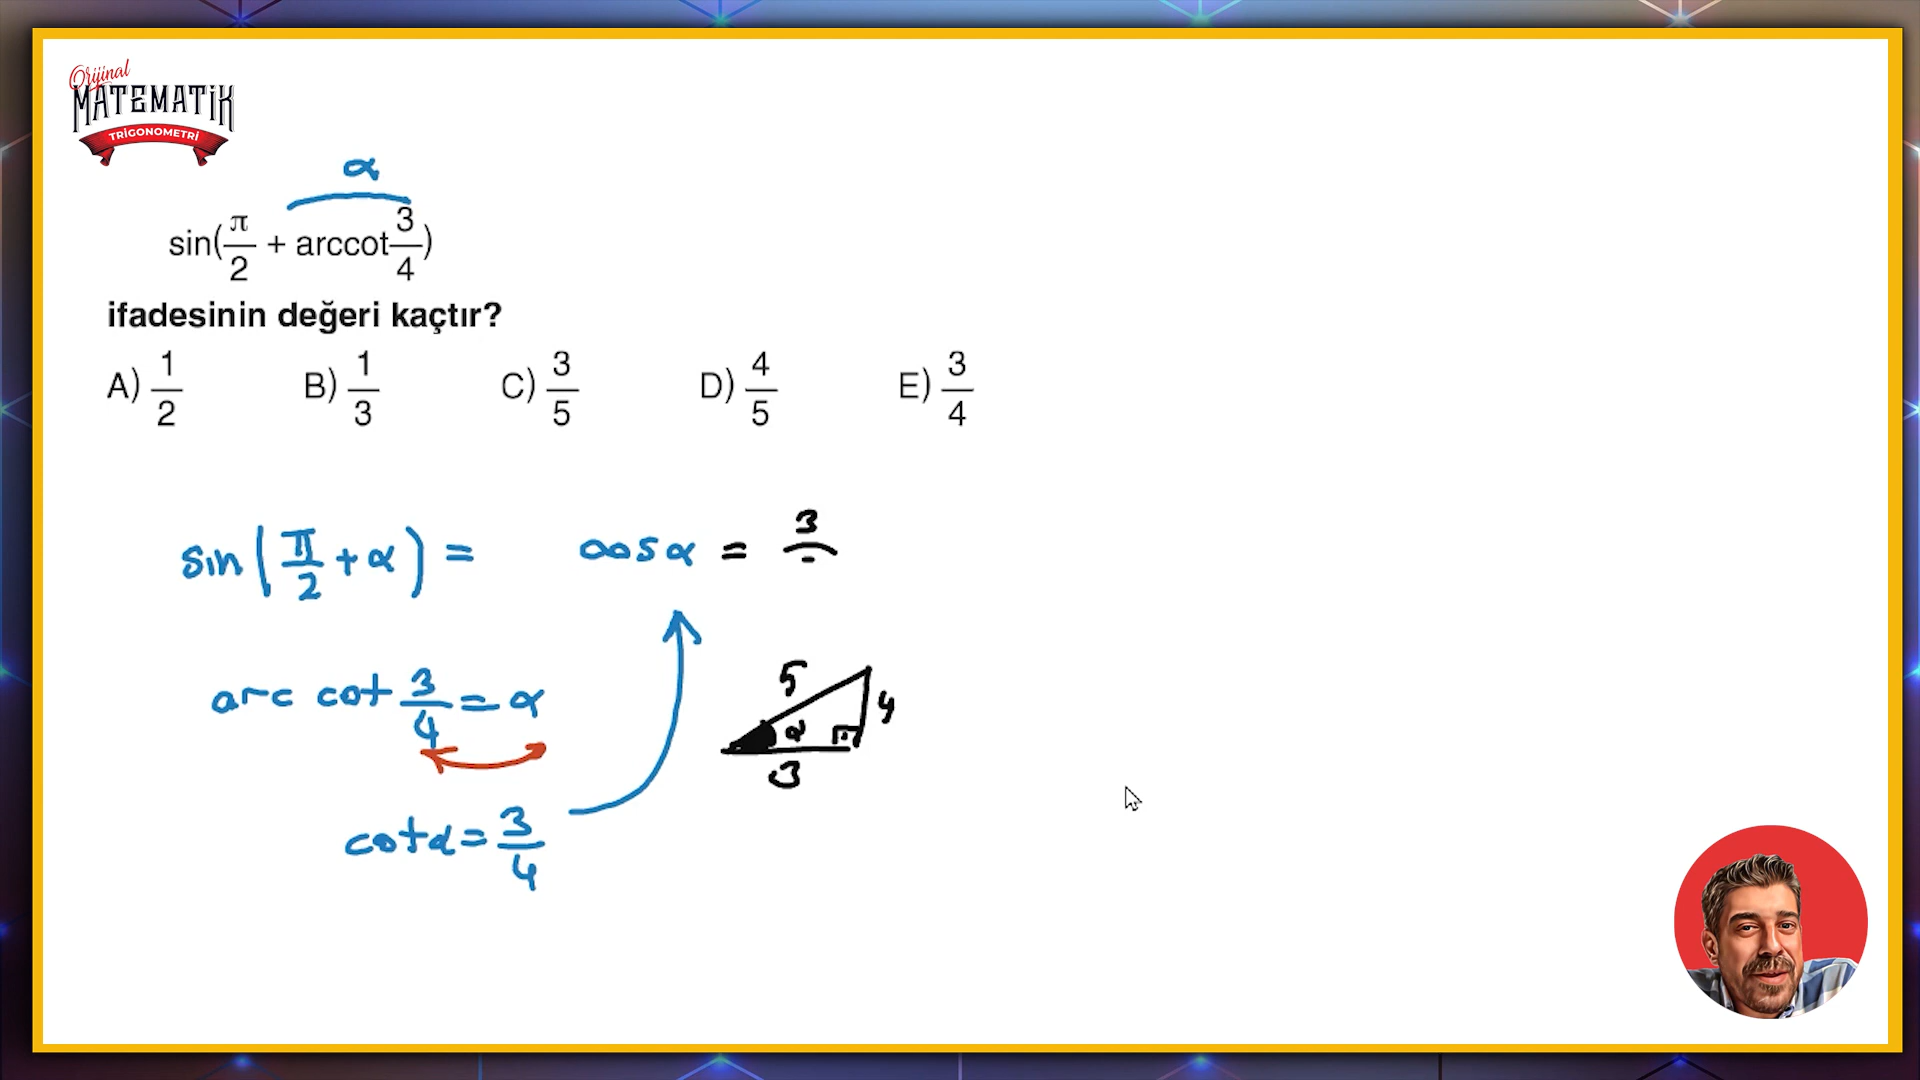 Orijinal
MATEMATİK
TRİGONOMETRİ
α
sin(π/2 + arccot 3/4)
ifadesinin değeri kaçtır?
A) 1/2 B) 1/3 C) 3/5 D) 4/5 E) 3/4
sin(π/2 + α) = cosα = 3/
arc cot 3/4 = α
5
4
α
3
cotα = 3/4